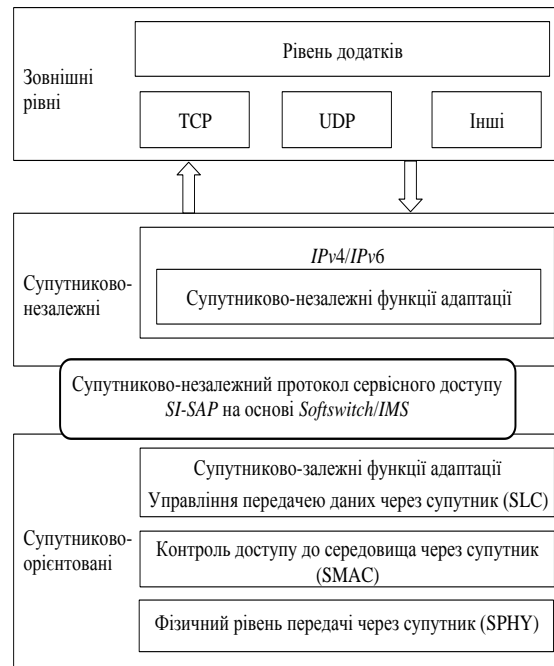 Зовнішні
рівні
Рівень додатків
TCP
UDP
Інші
Супутниково-
незалежні
IPv4/IPv6
Супутниково-незалежні функції адаптації
Супутниково-незалежний протокол сервісного доступу
SI-SAP на основі Softswitch/IMS
Супутниково-
орієнтовані
Супутниково-залежні функції адаптації
Управління передачею даних через супутник (SLC)
Контроль доступу до середовища через супутник
(SMAC)
Фізичний рівень передачі через супутник (SPHY)